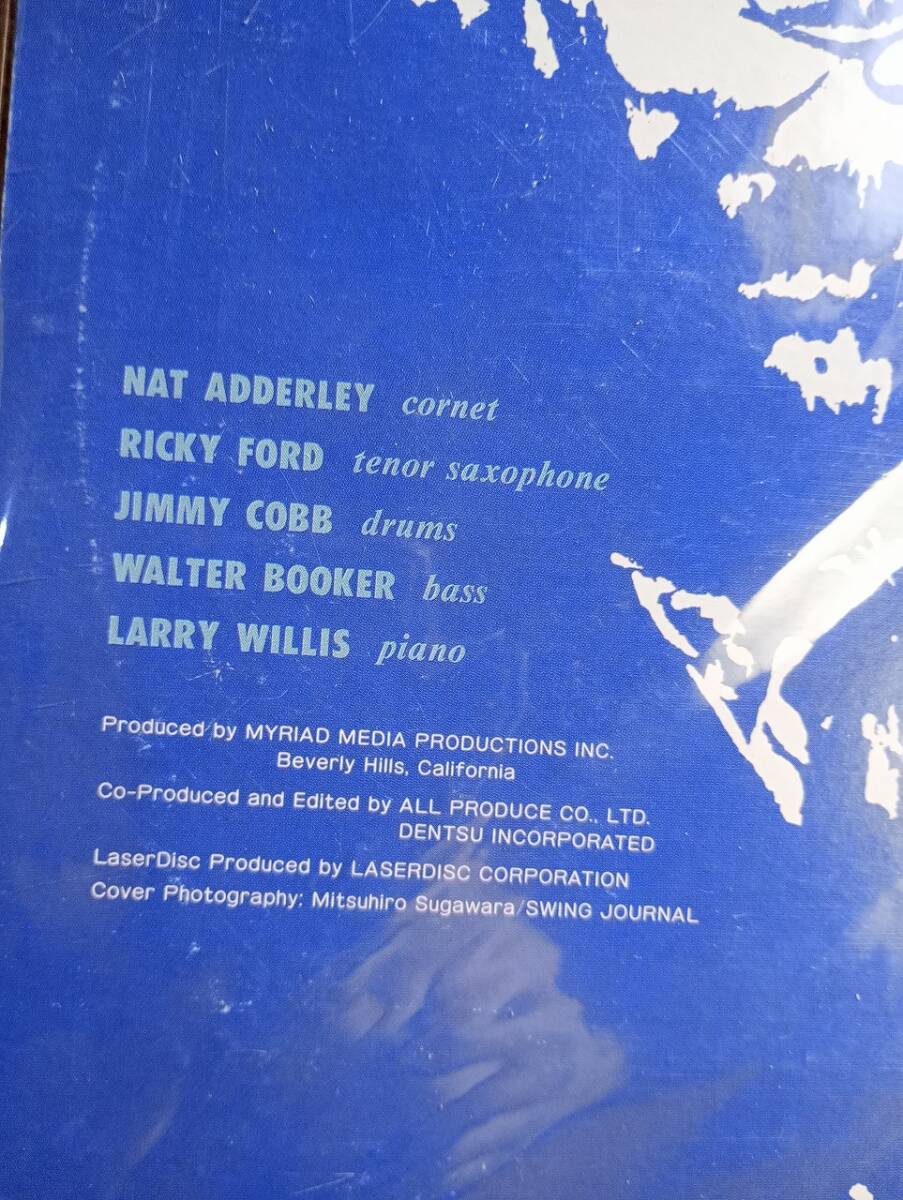 NAT ADDERLEY cornet
RICKY FORD tenor saxophone
JIMMY COBB drums
WALTER BOOKER bass
LARRY WILLIS piano
Produced by MYRIAD MEDIA PRODUCTIONS INC.
Beverly Hills, California
Co-Produced and Edited by ALL PRODUCE CO., LTD.
DENTSU INCORPORATED
LaserDisc Produced by LASERDISC CORPORATION
Cover Photography: Mitsuhiro Sugawara/SWING JOURNAL